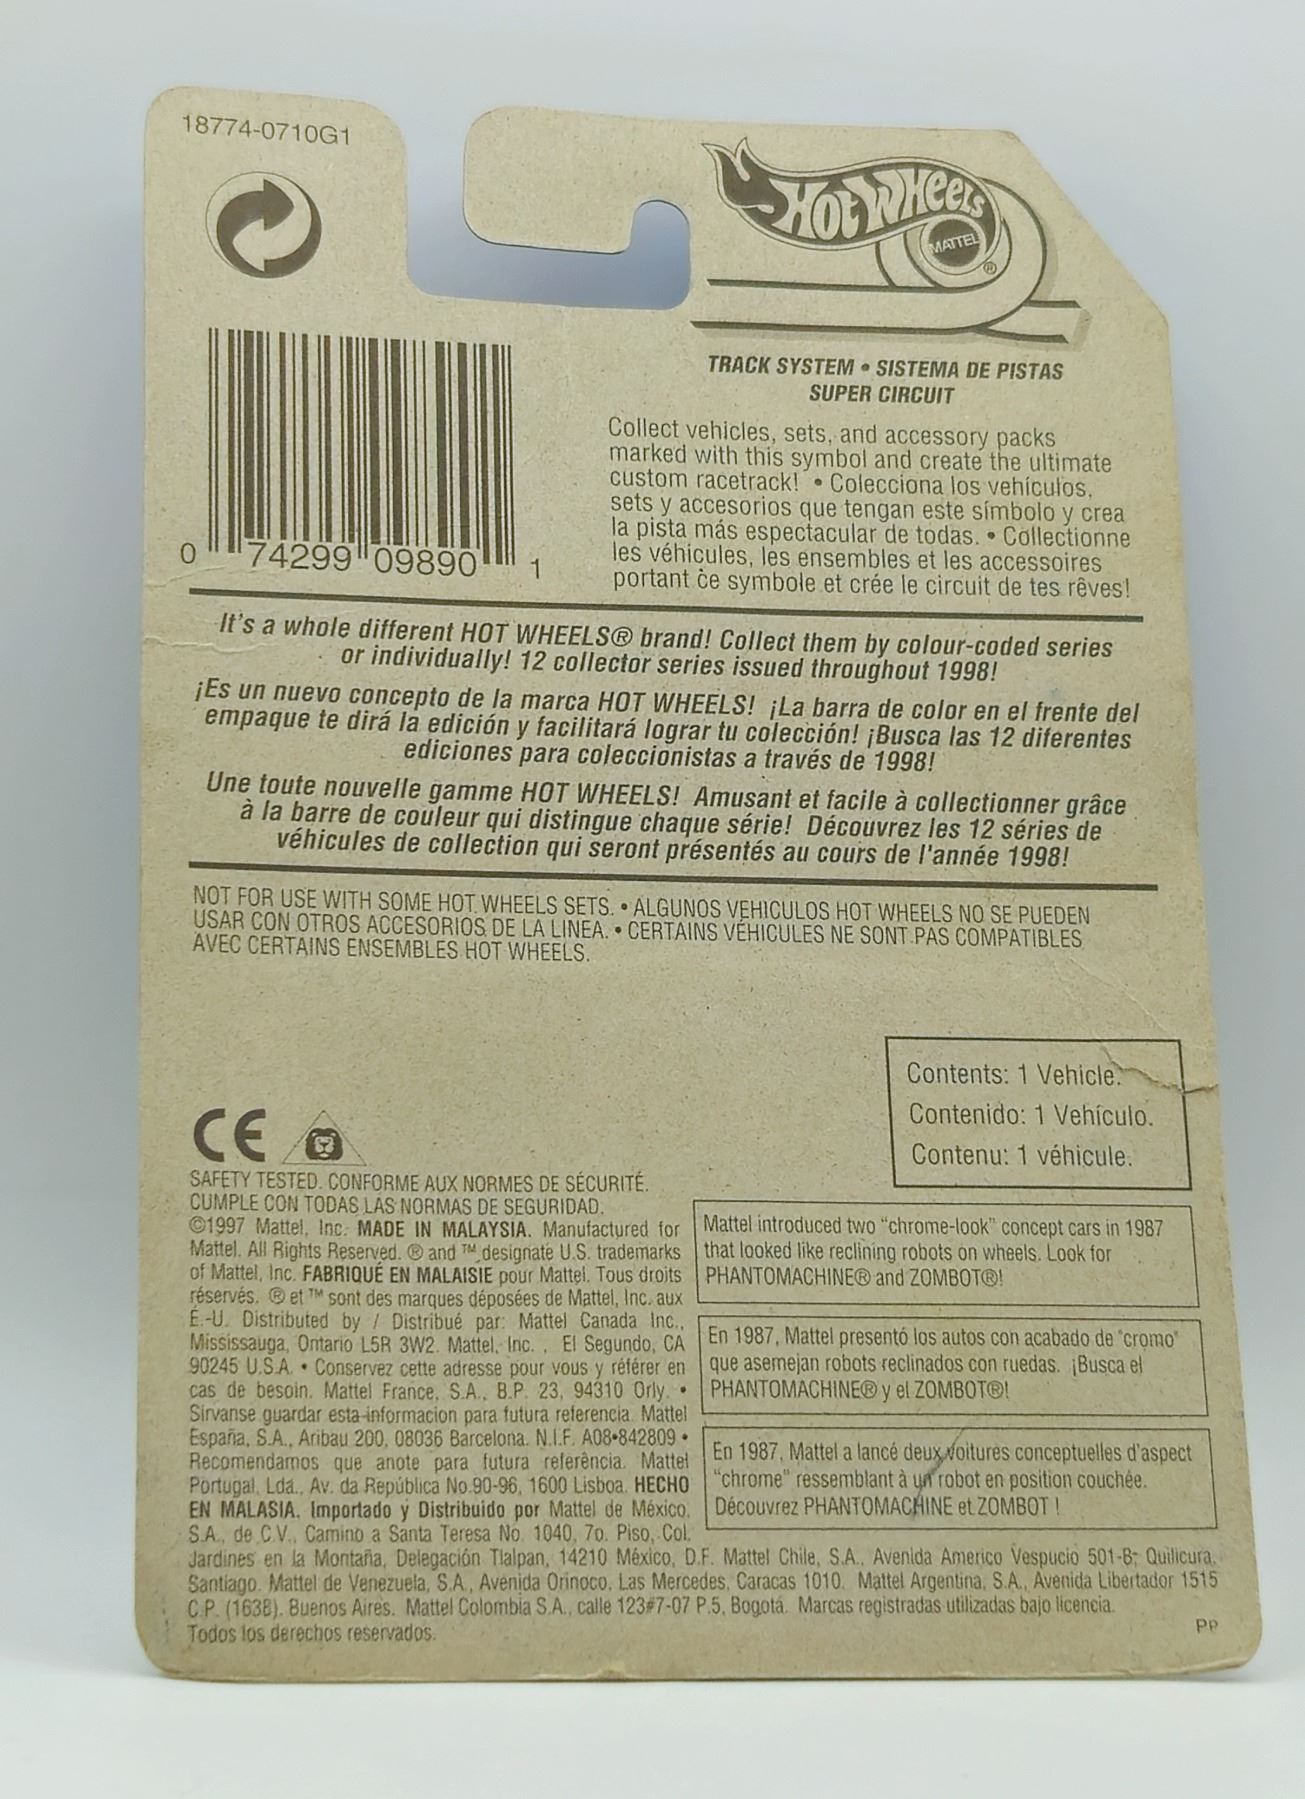 18774-0710G1
HOT WHEELS
MATTEL
®
TRACK SYSTEM • SISTEMA DE PISTAS
SUPER CIRCUIT
Collect vehicles, sets, and accessory packs
marked with this symbol and create the ultimate
custom racetrack! • Colecciona los vehículos,
sets y accesorios que tengan este símbolo y crea
la pista más espectacular de todas. • Collectionne
les véhicules, les ensembles et les accessoires
portant ce symbole et crée le circuit de tes rêves!
0 74299 09890 1
It's a whole different HOT WHEELS® brand! Collect them by colour-coded series
or individually! 12 collector series issued throughout 1998!
¡Es un nuevo concepto de la marca HOT WHEELS! ¡La barra de color en el frente del
empaque te dirá la edición y facilitará lograr tu colección! ¡Busca las 12 diferentes
ediciones para coleccionistas a través de 1998!
Une toute nouvelle gamme HOT WHEELS! Amusant et facile à collectionner grâce
à la barre de couleur qui distingue chaque série! Découvrez les 12 séries de
véhicules de collection qui seront présentés au cours de l'année 1998!
NOT FOR USE WITH SOME HOT WHEELS SETS. • ALGUNOS VEHICULOS HOT WHEELS NO SE PUEDEN
USAR CON OTROS ACCESORIOS DE LA LINEA. • CERTAINS VÉHICULES NE SONT PAS COMPATIBLES
AVEC CERTAINS ENSEMBLES HOT WHEELS.
Contents: 1 Vehicle.
Contenido: 1 Vehículo.
Contenu: 1 véhicule.
CE
SAFETY TESTED. CONFORME AUX NORMES DE SÉCURITÉ.
CUMPLE CON TODAS LAS NORMAS DE SEGURIDAD.
©1997 Mattel, Inc. MADE IN MALAYSIA. Manufactured for
Mattel. All Rights Reserved. ® and ™ designate U.S. trademarks
of Mattel, Inc. FABRIQUÉ EN MALAISIE pour Mattel. Tous droits
réservés. ® et ™ sont des marques déposées de Mattel, Inc. aux
É.-U. Distributed by / Distribué par: Mattel Canada Inc.,
Mississauga, Ontario L5R 3W2. Mattel, Inc. , El Segundo, CA
90245 U.S.A. • Conservez cette adresse pour vous y référer en
cas de besoin. Mattel France, S.A., B.P. 23, 94310 Orly. •
Sirvanse guardar esta informacion para futura referencia. Mattel
España, S.A., Aribau 200, 08036 Barcelona. N.I.F. A08•842809 •
Recomendamos que anote para futura referência. Mattel
Portugal, Lda., Av. da República No.90-96, 1600 Lisboa. HECHO
EN MALASIA. Importado y Distribuido por Mattel de México,
S.A., de C.V., Camino a Santa Teresa No. 1040, 7o. Piso, Col.
Jardines en la Montaña, Delegación Tlalpan, 14210 México, D.F. Mattel Chile, S.A., Avenida Americo Vespucio 501-B; Quilicura,
Santiago. Mattel de Venezuela, S.A., Avenida Orinoco, Las Mercedes, Caracas 1010. Mattel Argentina, S.A., Avenida Libertador 1515
C.P. (1638). Buenos Aires. Mattel Colombia S.A., calle 123#7-07 P.5, Bogotá. Marcas registradas utilizadas bajo licencia.
Todos los derechos reservados.
Mattel introduced two "chrome-look" concept cars in 1987
that looked like reclining robots on wheels. Look for
PHANTOMACHINE® and ZOMBOT®!
En 1987, Mattel presentó los autos con acabado de "cromo"
que asemejan robots reclinados con ruedas. ¡Busca el
PHANTOMACHINE® y el ZOMBOT®!
En 1987, Mattel a lancé deux voitures conceptuelles d'aspect
"chrome" ressemblant à un robot en position couchée.
Découvrez PHANTOMACHINE et ZOMBOT !
PP